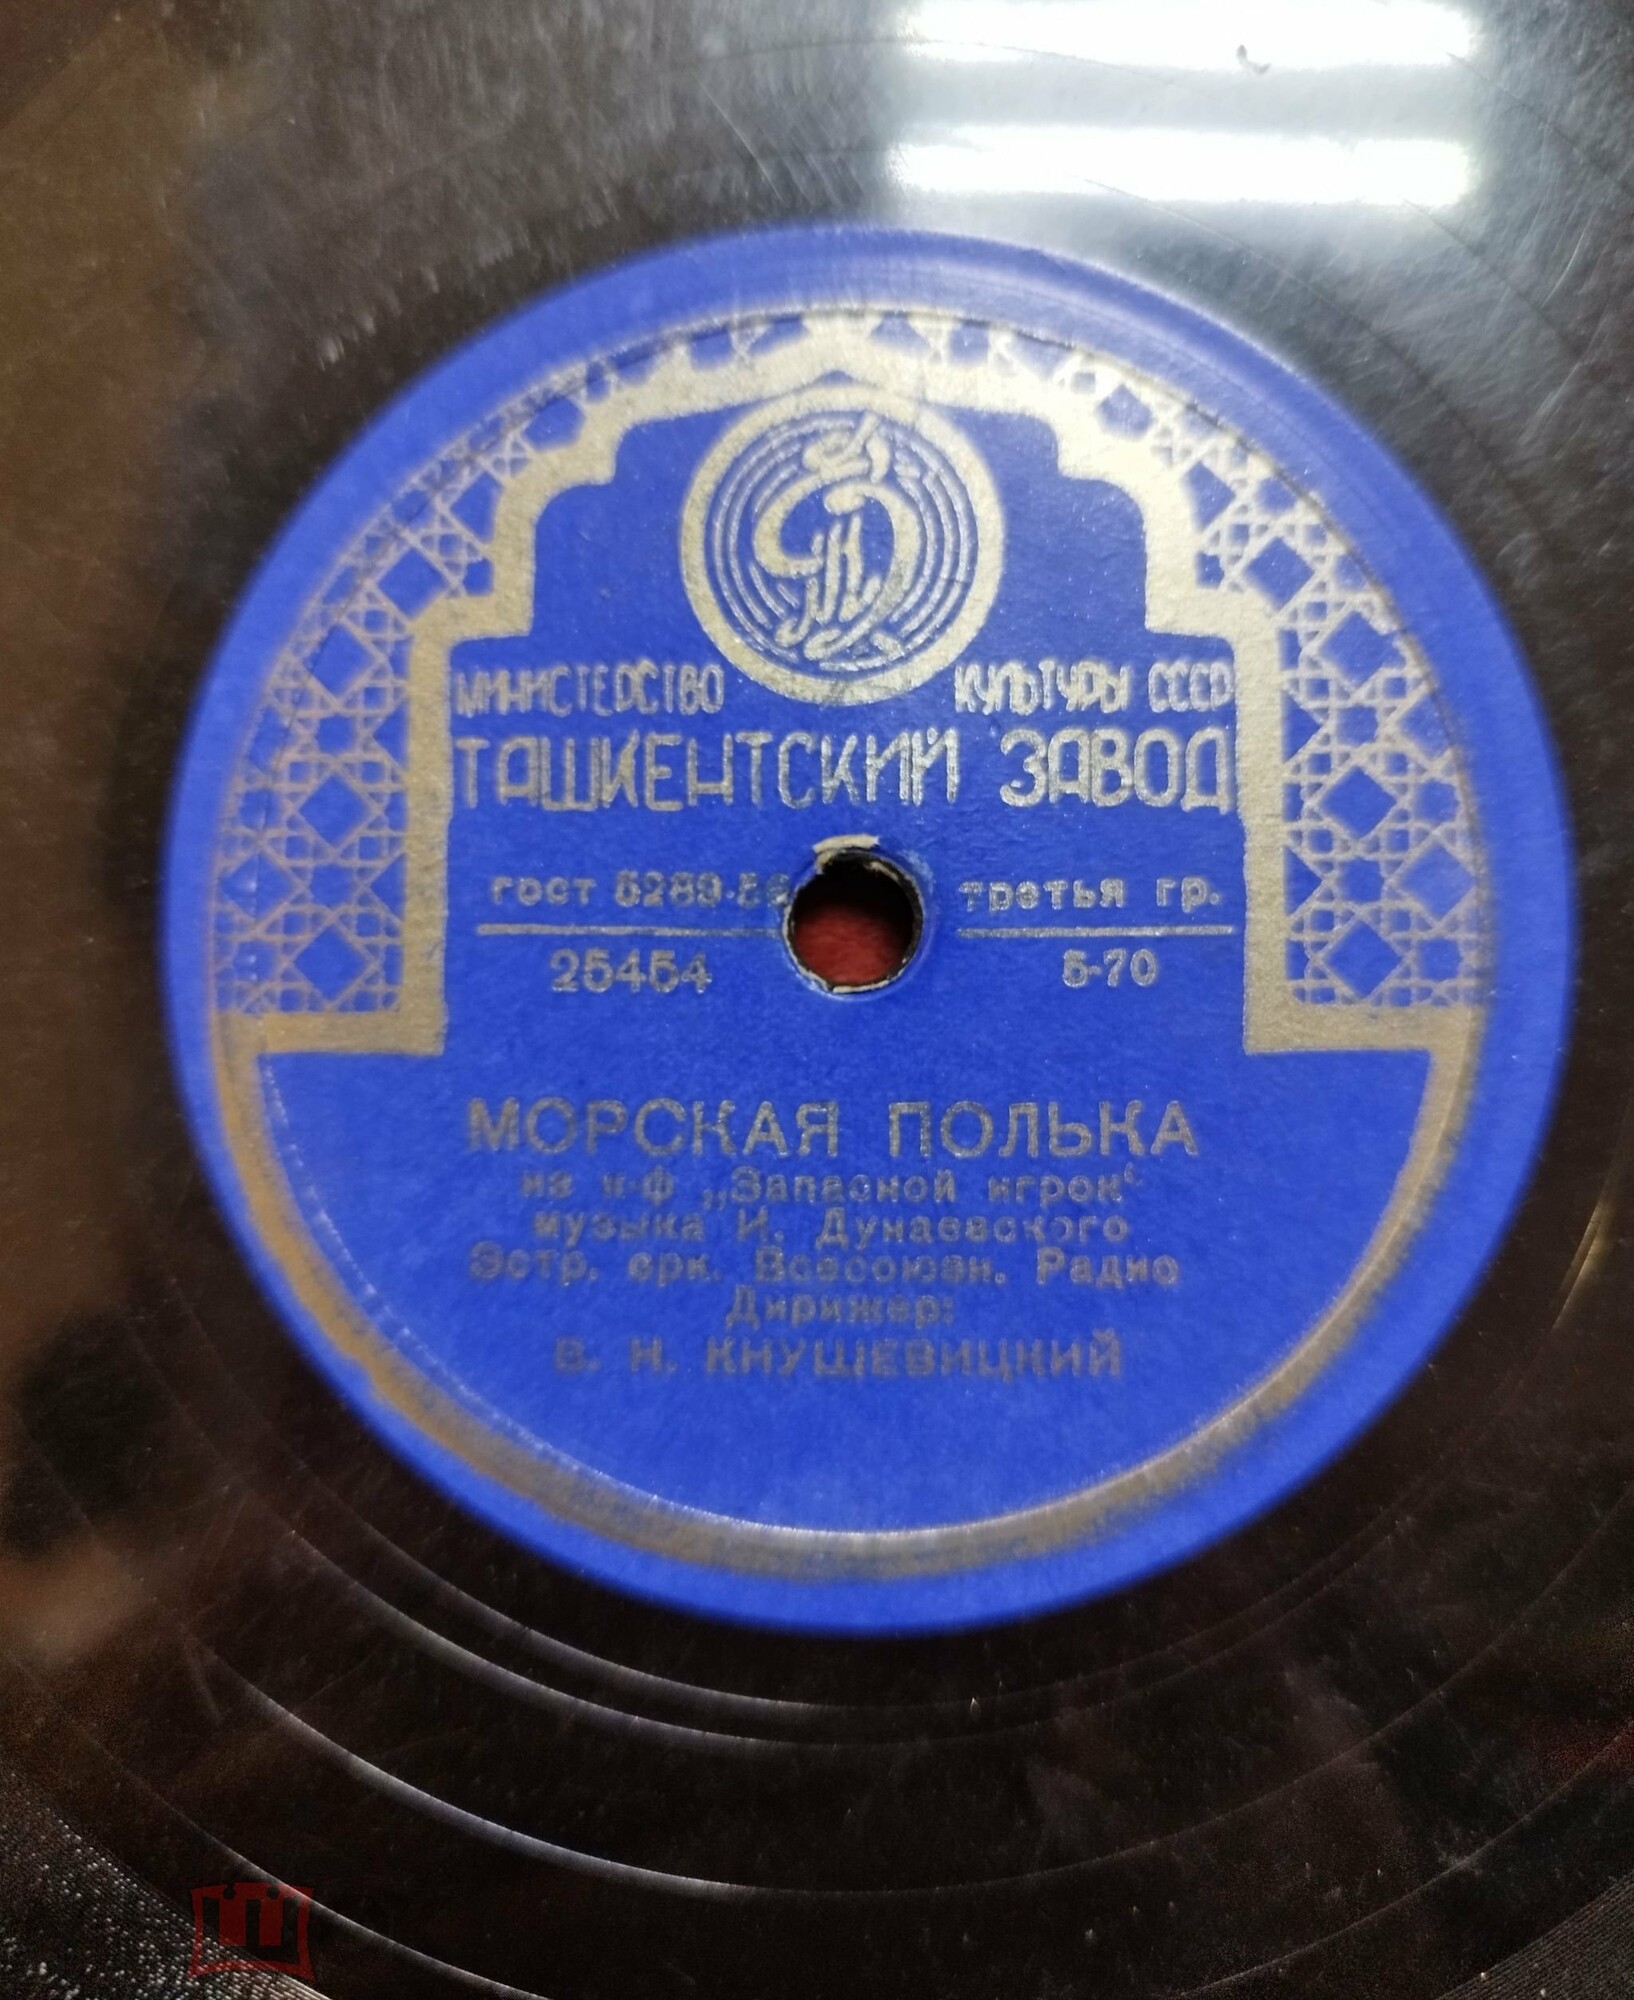 МИНИСТЕРСТВО КУЛЬТУРЫ СССР
ТАШКЕНТСКИЙ ЗАВОД
гост 5289-56 третья гр.
25454 5-70
МОРСКАЯ ПОЛЬКА
из к-ф „Запасной игрок“
музыка И. Дунаевского
Эстр. орк. Всесоюзн. Радио
Дирижер:
В. Н. КНУШЕВИЦКИЙ